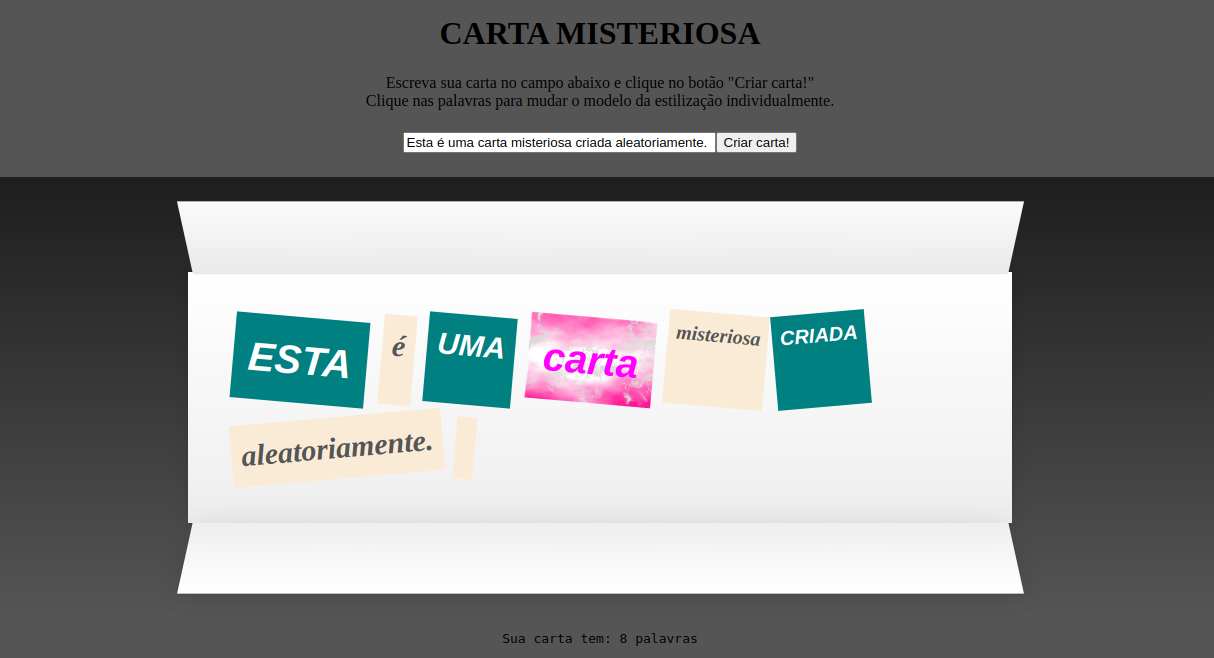 CARTA MISTERIOSA
Escreva sua carta no campo abaixo e clique no botão "Criar carta!"
Clique nas palavras para mudar o modelo da estilização individualmente.
Esta é uma carta misteriosa criada aleatoriamente. Criar carta!
ESTA é UMA carta misteriosa CRIADA
aleatoriamente.
Sua carta tem: 8 palavras